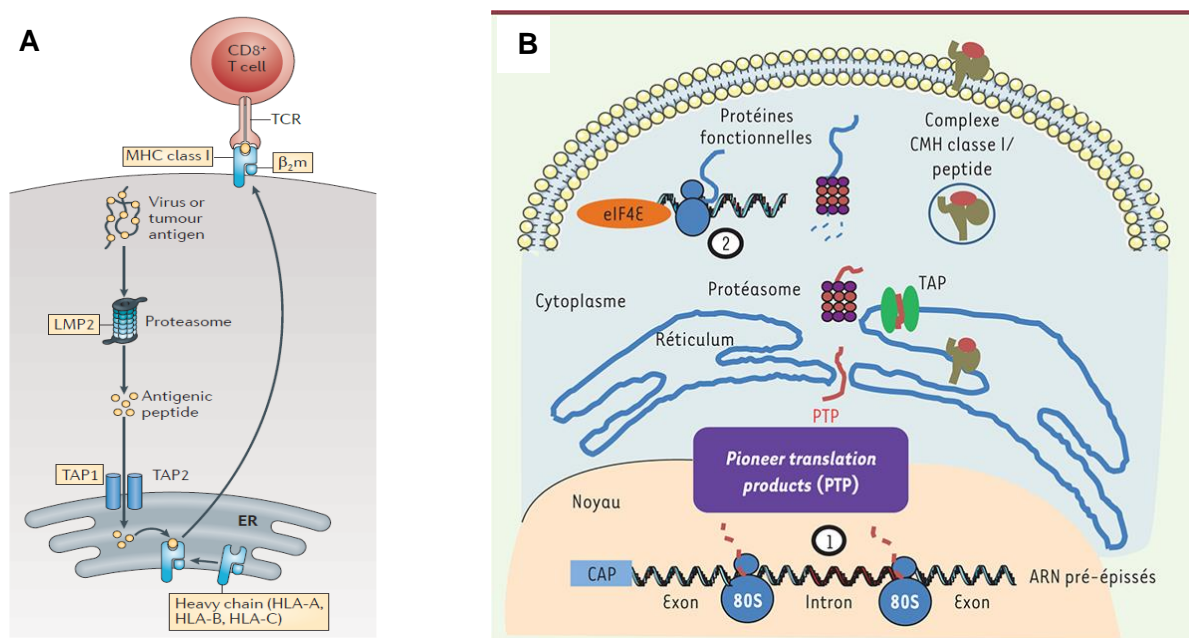 A
CD8⁺
T cell
TCR
MHC class I
β₂m
Virus or
tumour
antigen
LMP2
Proteasome
Antigenic
peptide
TAP1
TAP2
ER
Heavy chain (HLA-A,
HLA-B, HLA-C)
B
Protéines
fonctionnelles
Complexe
CMH classe I/
peptide
eIF4E
2
Cytoplasme
Protéasome
TAP
Réticulum
PTP
Pioneer translation
products (PTP)
Noyau
1
CAP
80S
80S
ARN pré-épissés
Exon
Intron
Exon